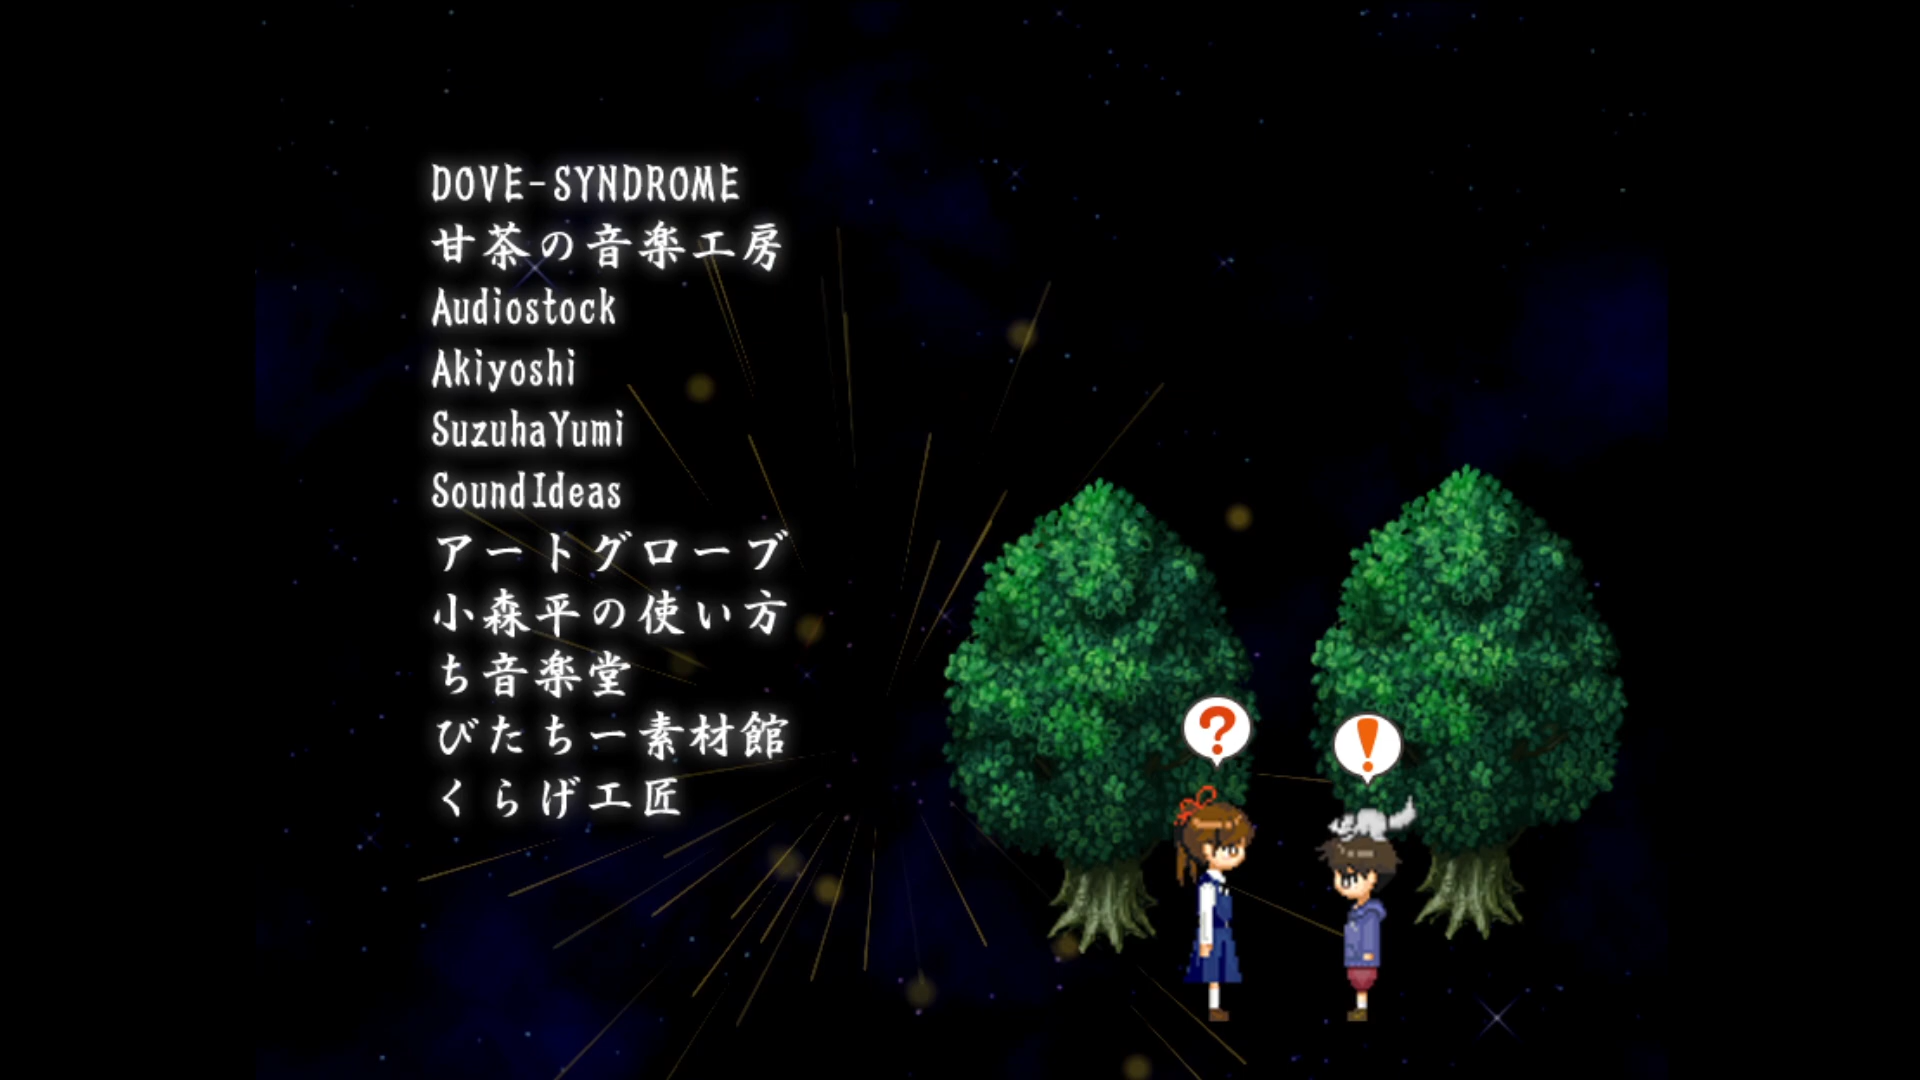 DOVE-SYNDROME
甘茶の音楽工房
Audiostock
Akiyoshi
SuzuhaYumi
SoundIdeas
アートグローブ
小森平の使い方
ち音楽堂
びたちー素材館
くらげ工匠
?
!